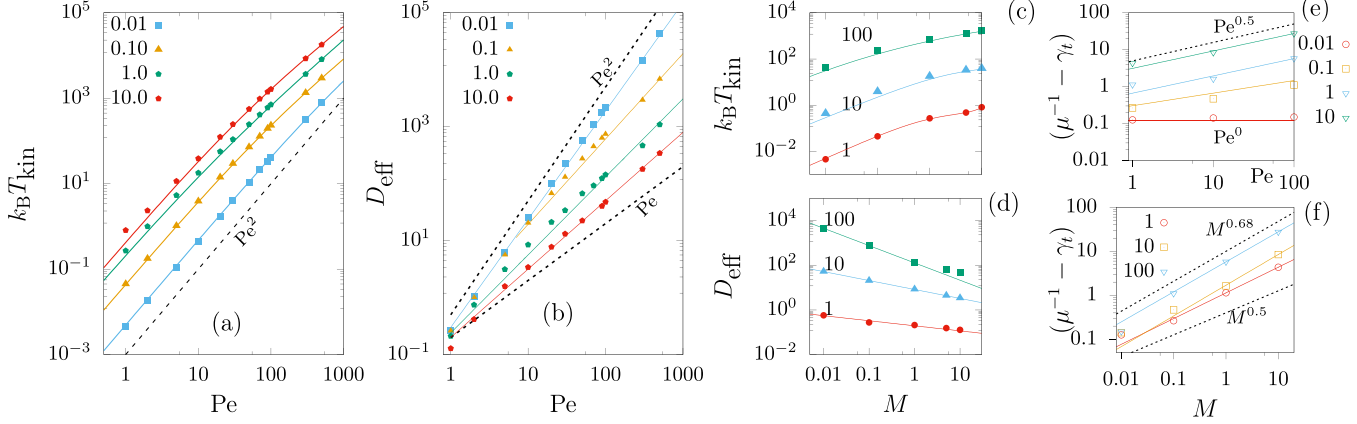 k_B T_kin
10^5
10^3
10^1
10^-1
10^-3
0.01
0.10
1.0
10.0
Pe^2
(a)
1
10
100
1000
Pe
D_eff
10^5
10^3
10^1
10^-1
0.01
0.1
1.0
10.0
Pe^2
Pe
(b)
1
10
100
1000
Pe
k_B T_kin
10^4
10^2
10^0
10^-2
100
10
1
(c)
D_eff
10^4
10^2
10^0
10^-2
100
10
1
(d)
0.01
0.1
1
10
M
(μ^-1 − γ_t)
100
10
1
0.1
0.01
Pe^0.5
Pe^0
(e)
0.01
0.1
1
10
1
10
100
Pe
(μ^-1 − γ_t)
100
10
1
0.1
1
10
100
M^0.68
M^0.5
(f)
0.01
0.1
1
10
M